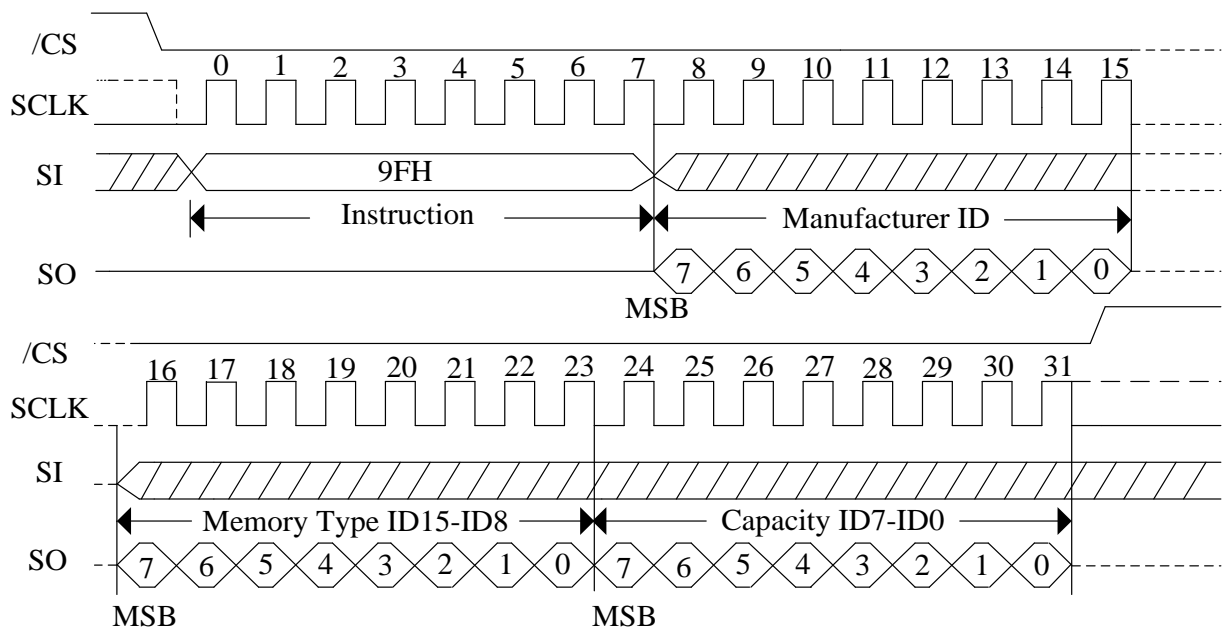 /CS
0 1 2 3 4 5 6 7 8 9 10 11 12 13 14 15
SCLK
SI 9FH
Instruction Manufacturer ID
SO 7 6 5 4 3 2 1 0
MSB
/CS
16 17 18 19 20 21 22 23 24 25 26 27 28 29 30 31
SCLK
SI
Memory Type ID15-ID8 Capacity ID7-ID0
SO 7 6 5 4 3 2 1 0 7 6 5 4 3 2 1 0
MSB MSB